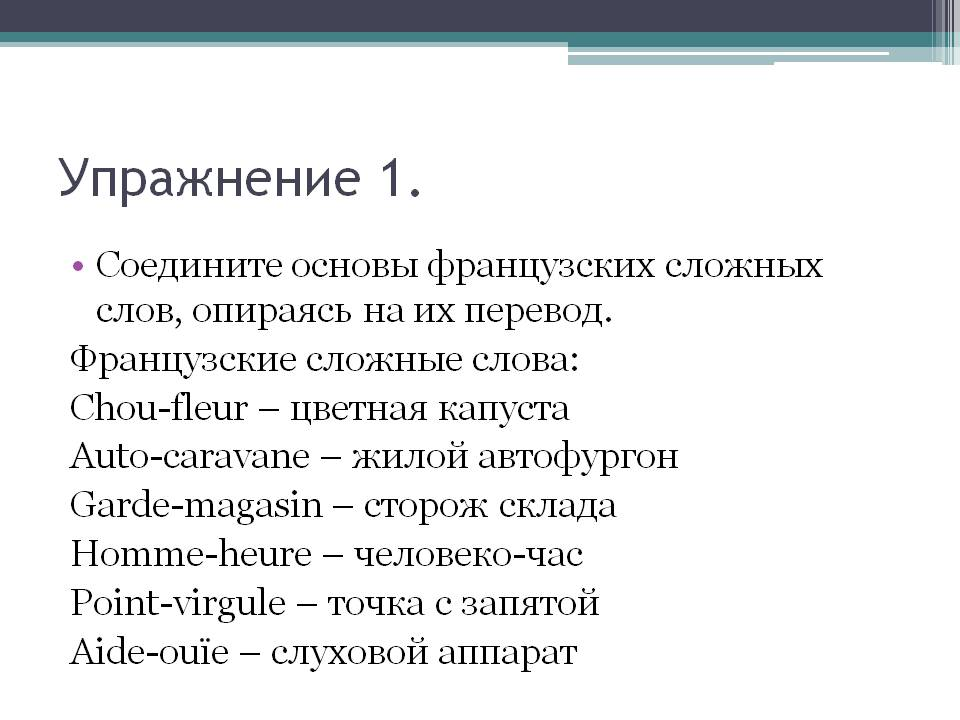 Упражнение 1.
• Соедините основы французских сложных
слов, опираясь на их перевод.
Французские сложные слова:
Chou-fleur – цветная капуста
Auto-caravane – жилой автофургон
Garde-magasin – сторож склада
Homme-heure – человеко-час
Point-virgule – точка с запятой
Aide-ouïe – слуховой аппарат